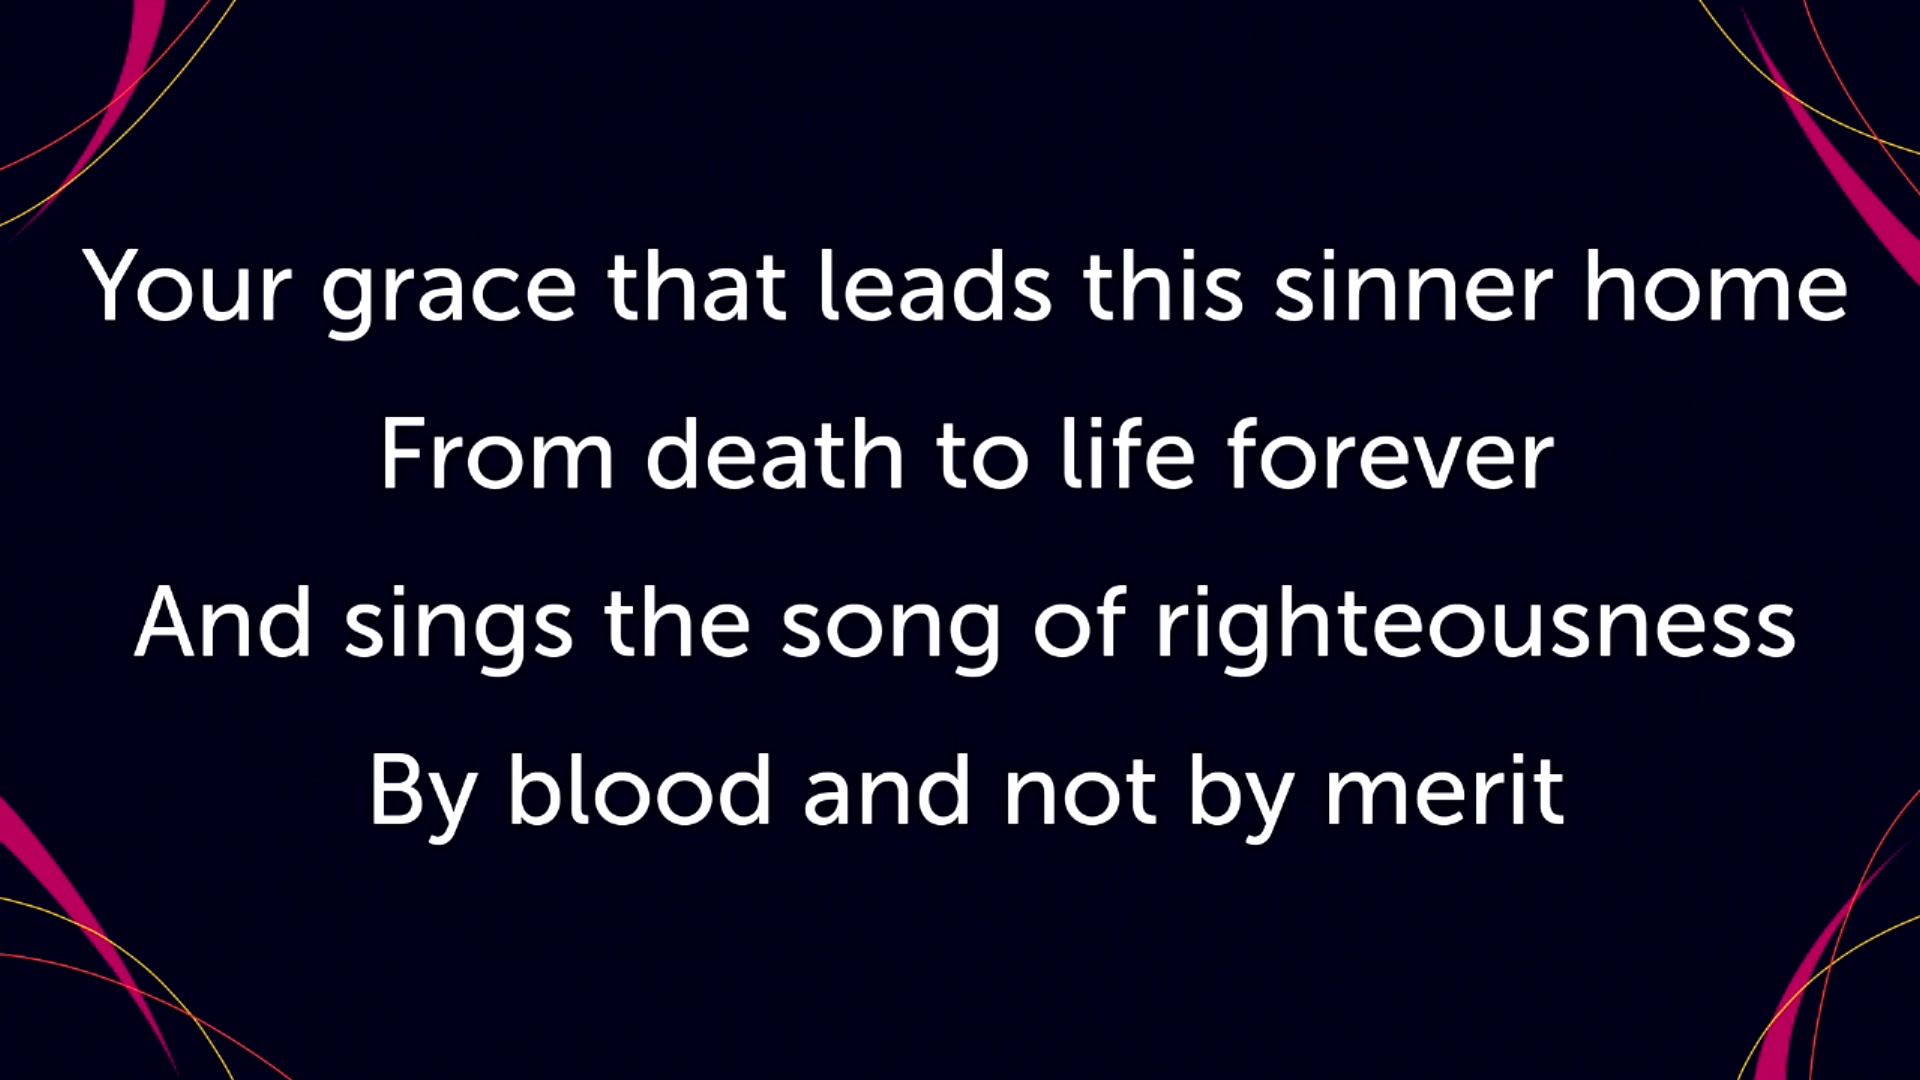 Your grace that leads this sinner home
From death to life forever
And sings the song of righteousness
By blood and not by merit